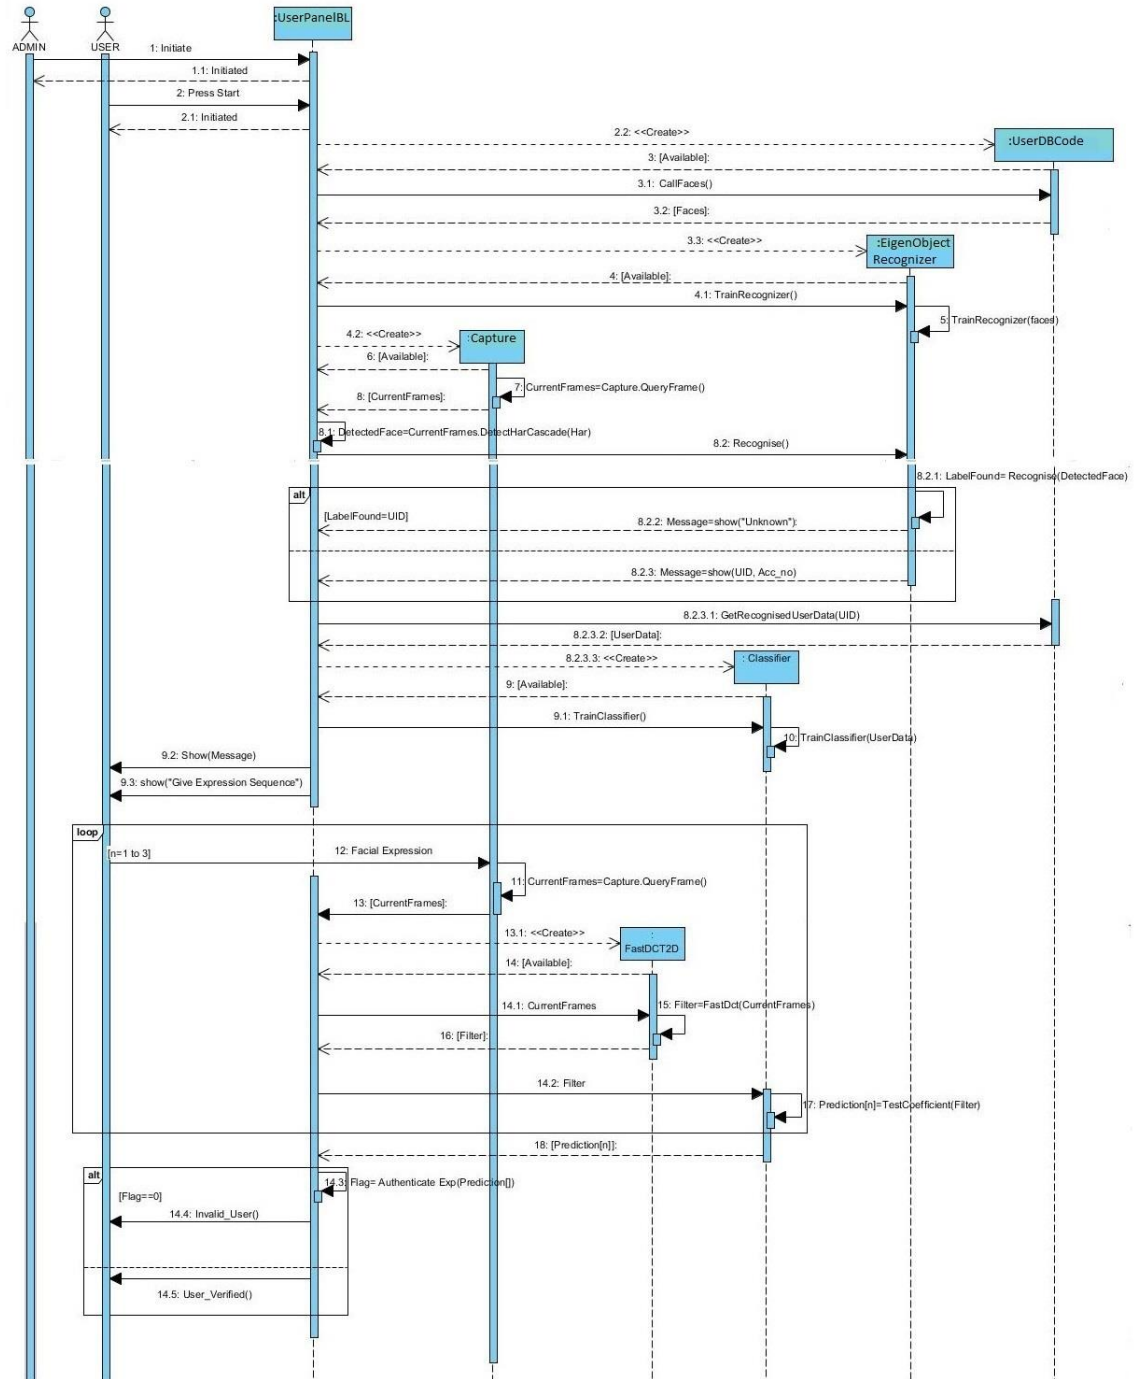 :UserPanelBL
ADMIN
USER
1: Initiate
1.1: Initiated
2: Press Start
2.1: Initiated
2.2: <<Create>>
:UserDBCode
3: [Available]:
3.1: CallFaces()
3.2: [Faces]:
3.3: <<Create>>
:EigenObject
Recognizer
4: [Available]:
4.1: TrainRecognizer()
5: TrainRecognizer(faces)
4.2: <<Create>>
:Capture
6: [Available]:
7: CurrentFrames=Capture.QueryFrame()
8: [CurrentFrames]:
8.1: DetectedFace=CurrentFrames.DetectHarCascade(Har)
8.2: Recognise()
8.2.1: LabelFound= Recognise(DetectedFace)
alt
[LabelFound=UID]
8.2.2: Message=show("Unknown"):
8.2.3: Message=show(UID, Acc_no)
8.2.3.1: GetRecognisedUserData(UID)
8.2.3.2: [UserData]:
8.2.3.3: <<Create>>
: Classifier
9: [Available]:
9.1: TrainClassifier()
10: TrainClassifier(UserData)
9.2: Show(Message)
9.3: show("Give Expression Sequence")
loop
[n=1 to 3]
12: Facial Expression
11: CurrentFrames=Capture.QueryFrame()
13: [CurrentFrames]:
13.1: <<Create>>
:
FastDCT2D
14: [Available]:
14.1: CurrentFrames
15: Filter=FastDct(CurrentFrames)
16: [Filter]:
14.2: Filter
17: Prediction[n]=TestCoefficient(Filter)
18: [Prediction[n]]:
alt
14.3: Flag= Authenticate Exp(Prediction[])
[Flag==0]
14.4: Invalid_User()
14.5: User_Verified()